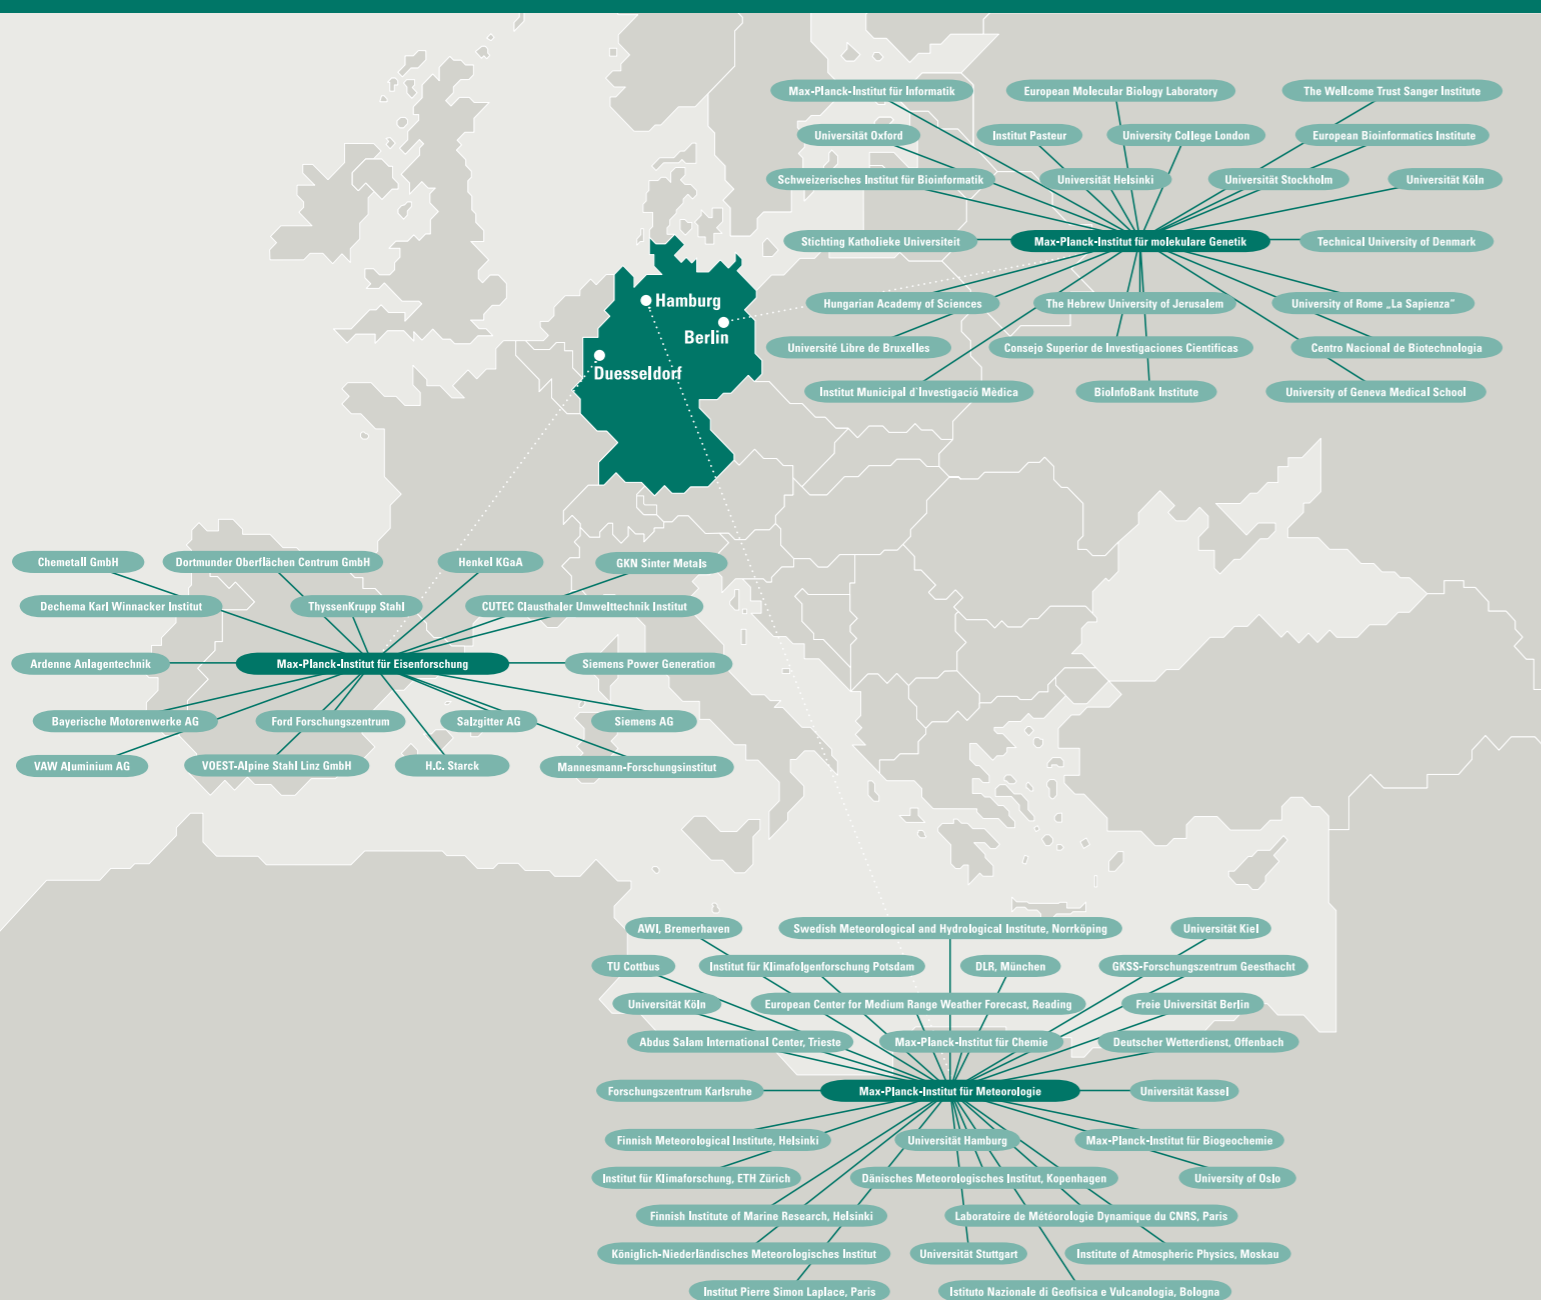 Max-Planck-Institut für Informatik
European Molecular Biology Laboratory
The Wellcome Trust Sanger Institute
Universität Oxford
Institut Pasteur
University College London
European Bioinformatics Institute
Schweizerisches Institut für Bioinformatik
Universität Helsinki
Universität Stockholm
Universität Köln
Stichting Katholieke Universiteit
Max-Planck-Institut für molekulare Genetik
Technical University of Denmark
Hungarian Academy of Sciences
The Hebrew University of Jerusalem
University of Rome „La Sapienza“
Université Libre de Bruxelles
Consejo Superior de Investigaciones Cientificas
Centro Nacional de Biotechnologia
Institut Municipal d´Investigació Mèdica
BioInfoBank Institute
University of Geneva Medical School
Hamburg
Berlin
Duesseldorf
Chemetall GmbH
Dortmunder Oberflächen Centrum GmbH
Henkel KGaA
GKN Sinter Metals
Dechema Karl Winnacker Institut
ThyssenKrupp Stahl
CUTEC Clausthaler Umwelttechnik Institut
Ardenne Anlagentechnik
Max-Planck-Institut für Eisenforschung
Siemens Power Generation
Bayerische Motorenwerke AG
Ford Forschungszentrum
Salzgitter AG
Siemens AG
VAW Aluminium AG
VOEST-Alpine Stahl Linz GmbH
H.C. Starck
Mannesmann-Forschungsinstitut
AWI, Bremerhaven
Swedish Meteorological and Hydrological Institute, Norrköping
Universität Kiel
TU Cottbus
Institut für Klimafolgenforschung Potsdam
DLR, München
GKSS-Forschungszentrum Geesthacht
Universität Köln
European Center for Medium Range Weather Forecast, Reading
Freie Universität Berlin
Abdus Salam International Center, Trieste
Max-Planck-Institut für Chemie
Deutscher Wetterdienst, Offenbach
Forschungszentrum Karlsruhe
Max-Planck-Institut für Meteorologie
Universität Kassel
Finnish Meteorological Institute, Helsinki
Universität Hamburg
Max-Planck-Institut für Biogeochemie
Institut für Klimaforschung, ETH Zürich
Dänisches Meteorologisches Institut, Kopenhagen
University of Oslo
Finnish Institute of Marine Research, Helsinki
Laboratoire de Météorologie Dynamique du CNRS, Paris
Königlich-Niederländisches Meteorologisches Institut
Universität Stuttgart
Institute of Atmospheric Physics, Moskau
Institut Pierre Simon Laplace, Paris
Istituto Nazionale di Geofisica e Vulcanologia, Bologna